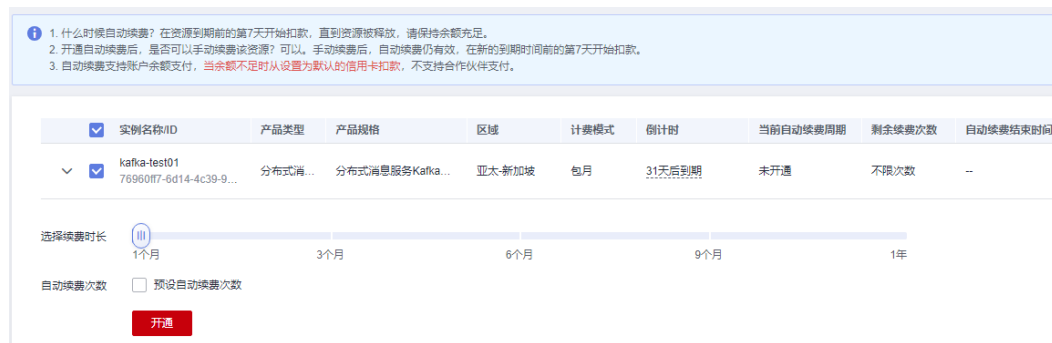 1. 什么时候自动续费？在资源到期前的第7天开始扣款，直到资源被释放，请保持余额充足。
2. 开通自动续费后，是否可以手动续费该资源？可以。手动续费后，自动续费仍有效，在新的到期时间前的第7天开始扣款。
3. 自动续费支持账户余额支付，当余额不足时从设置为默认的信用卡扣款，不支持合作伙伴支付。
实例名称/ID 产品类型 产品规格 区域 计费模式 倒计时 当前自动续费周期 剩余续费次数 自动续费结束时间
kafka-test01 分布式消... 分布式消息服务Kafka... 亚太-新加坡 包月 31天后到期 未开通 不限次数 --
76960ff7-6d14-4c39-9...
选择续费时长
1个月 3个月 6个月 9个月 1年
自动续费次数 预设自动续费次数
开通